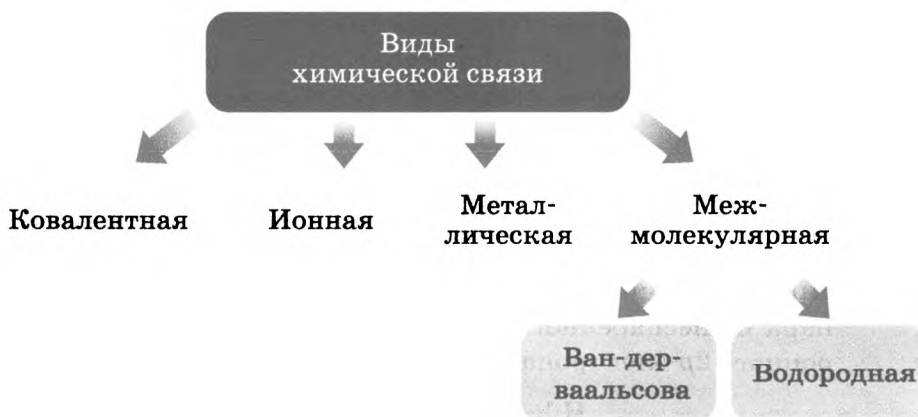 Виды
химической связи
Ковалентная
Ионная
Метал-
лическая
Меж-
молекулярная
Ван-дер-
ваальсова
Водородная